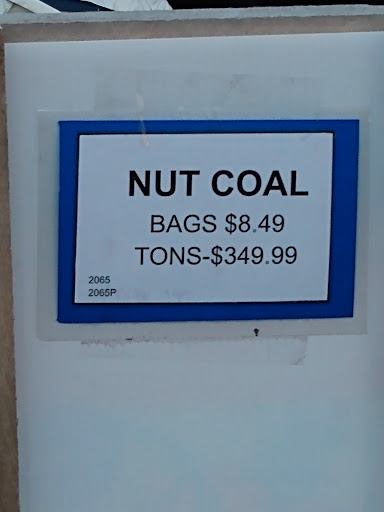 NUT COAL
BAGS $8.49
TONS-$349.99
2065
2065P